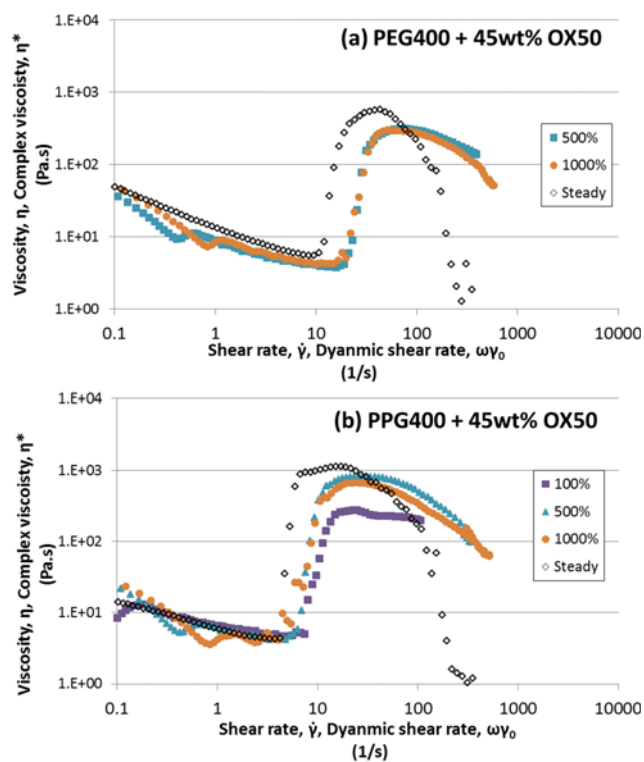 (a) PEG400 + 45wt% OX50
Viscosity, η, Complex viscoisty, η*
(Pa.s)
1.E+04
1.E+03
1.E+02
1.E+01
1.E+00
0.1
1
10
100
1000
10000
500%
1000%
Steady
Shear rate, γ̇, Dyanmic shear rate, ωγ₀
(1/s)
(b) PPG400 + 45wt% OX50
Viscosity, η, Complex viscoisty, η*
(Pa.s)
1.E+04
1.E+03
1.E+02
1.E+01
1.E+00
0.1
1
10
100
1000
10000
100%
500%
1000%
Steady
Shear rate, γ̇, Dyanmic shear rate, ωγ₀
(1/s)